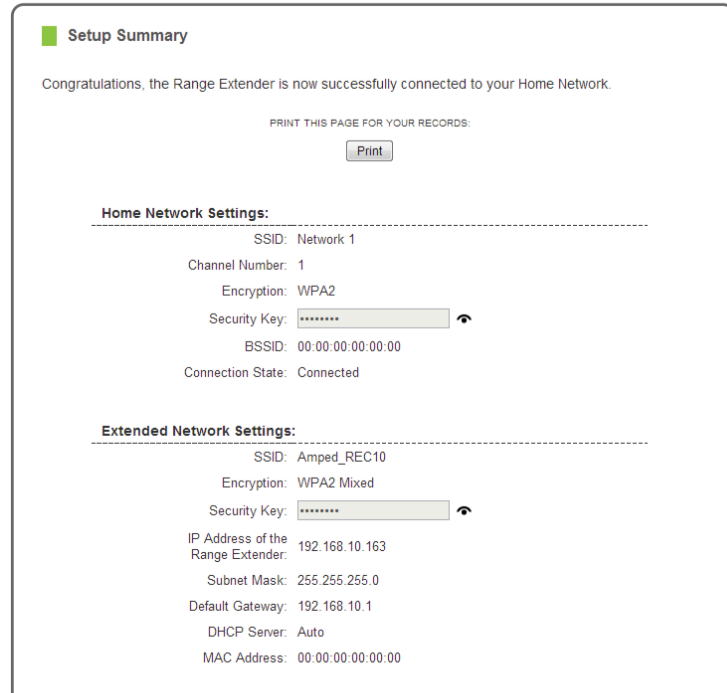 Setup Summary
Congratulations, the Range Extender is now successfully connected to your Home Network.
PRINT THIS PAGE FOR YOUR RECORDS:
Print
Home Network Settings:
SSID: Network 1
Channel Number: 1
Encryption: WPA2
Security Key: ••••••••
BSSID: 00:00:00:00:00:00
Connection State: Connected
Extended Network Settings:
SSID: Amped_REC10
Encryption: WPA2 Mixed
Security Key: ••••••••
IP Address of the
Range Extender: 192.168.10.163
Subnet Mask: 255.255.255.0
Default Gateway: 192.168.10.1
DHCP Server: Auto
MAC Address: 00:00:00:00:00:00